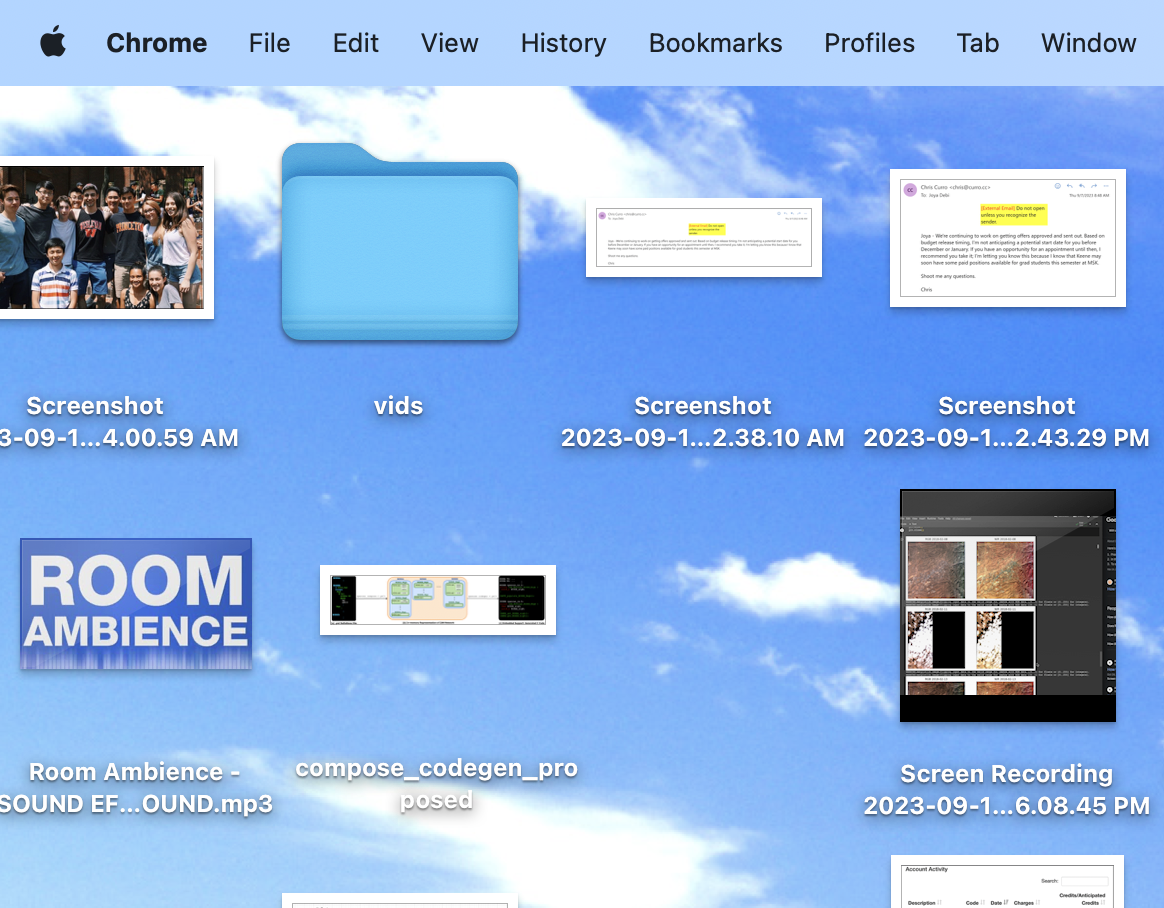 Chrome File Edit View History Bookmarks Profiles Tab Window
Chris Curro <chris@curro.cc>
To: Joya Debi
Thu 9/7/2023 9:40 AM
[External Email] Do not open
unless you recognize the
sender.
Joya - We're continuing to work on getting offers approved and sent out. Based on
budget release timing, I'm not anticipating a potential start date for you before
December or January. If you have an opportunity for an appointment until then, I
recommend you take it. I'm letting you know this because I know that Keene may
soon have some paid positions available for grad students this semester at MSK.
Shoot me any questions.
Chris
Screenshot
3-09-1...4.00.59 AM
vids
Screenshot
2023-09-1...2.38.10 AM
Screenshot
2023-09-1...2.43.29 PM
ROOM
AMBIENCE
Room Ambience -
SOUND EF...OUND.mp3
compose_codegen_pro
posed
Screen Recording
2023-09-1...6.08.45 PM
Account Activity
Search:
Credits/Anticipated
Description Code Date Charges Credits